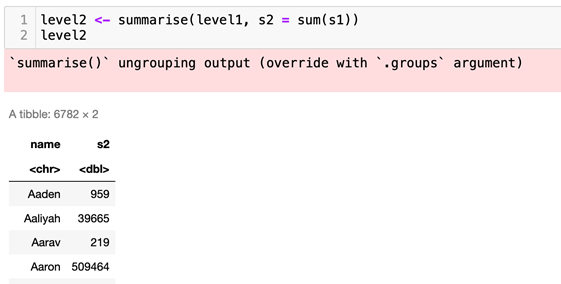 1 level2 <- summarise(level1, s2 = sum(s1))
2 level2
`summarise()` ungrouping output (override with `.groups` argument)
A tibble: 6782 × 2
name s2
<chr> <dbl>
Aaden 959
Aaliyah 39665
Aarav 219
Aaron 509464